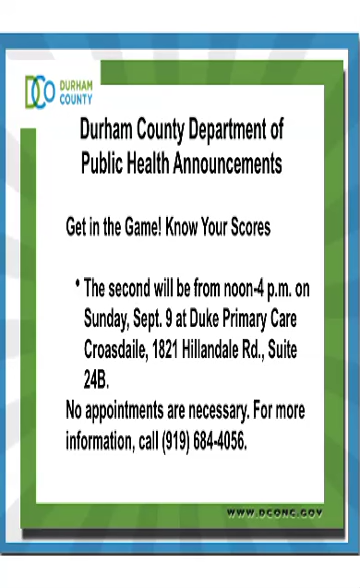 DCO DURHAM
COUNTY
Durham County Department of
Public Health Announcements
Get in the Game! Know Your Scores
• The second will be from noon-4 p.m. on
Sunday, Sept. 9 at Duke Primary Care
Croasdaile, 1821 Hillandale Rd., Suite
24B.
No appointments are necessary. For more
information, call (919) 684-4056.
WWW.DCONC.GOV